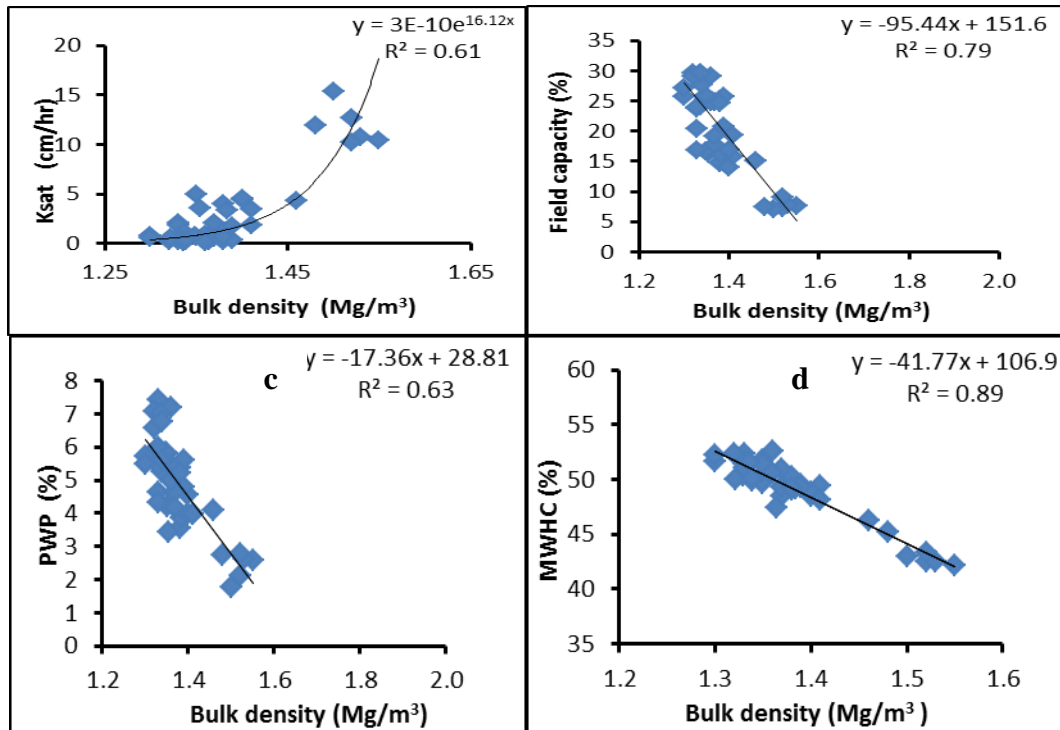 y = 3E-10e^16.12x
R² = 0.61
20
15
10
5
0
Ksat (cm/hr)
1.25
1.45
1.65
Bulk density (Mg/m³)
y = -95.44x + 151.6
R² = 0.79
35
30
25
20
15
10
5
0
Field capacity (%)
1.2
1.4
1.6
1.8
2.0
Bulk density (Mg/m³)
y = -17.36x + 28.81
R² = 0.63
c
8
7
6
5
4
3
2
1
0
PWP (%)
1.2
1.4
1.6
1.8
2.0
Bulk density (Mg/m³)
y = -41.77x + 106.9
R² = 0.89
d
60
55
50
45
40
35
MWHC (%)
1.2
1.3
1.4
1.5
1.6
Bulk density (Mg/m³ )